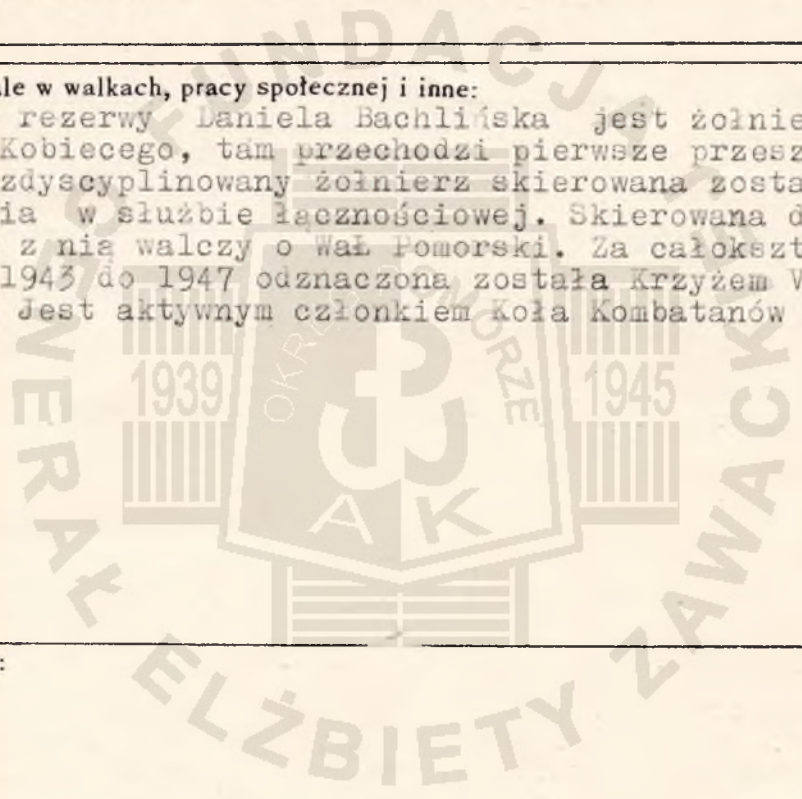 le w walkach, pracy społecznej i inne:
rezerwy Daniela Bachlińska jest żołnie
Kobiecego, tam przechodzi pierwsze przesz
zdyscyplinowany żołnierz skierowana zosta
ia w służbie łącznościowej. Skierowana d
z nią walczy o Wał Pomorski. Za całokszt
1943 do 1947 odznaczona została Krzyżem
Jest aktywnym członkiem Koła Kombatanów
:
FUNDACJA
GENERAŁ ELŻBIETY ZAWACKIEJ
OKRĘG POMORZE
1939
1945
A K